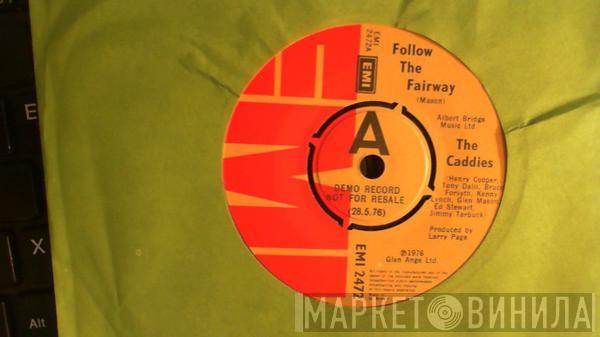 EMI
2472A
EMI
Follow
The
Fairway
(Mason)
Albert Bridge
Music Ltd.
A
The
Caddies
(Henry Cooper,
Tony Dalli, Bruce
Forsyth, Kenny
Lynch, Glen Mason,
Ed Stewart,
Jimmy Tarbuck)
DEMO RECORD
NOT FOR RESALE
(28.5.76)
Produced by
Larry Page
℗1976
Glen Ange Ltd.
EMI 2472
E
X
Alt
МАРКЕТ ВИНИЛА